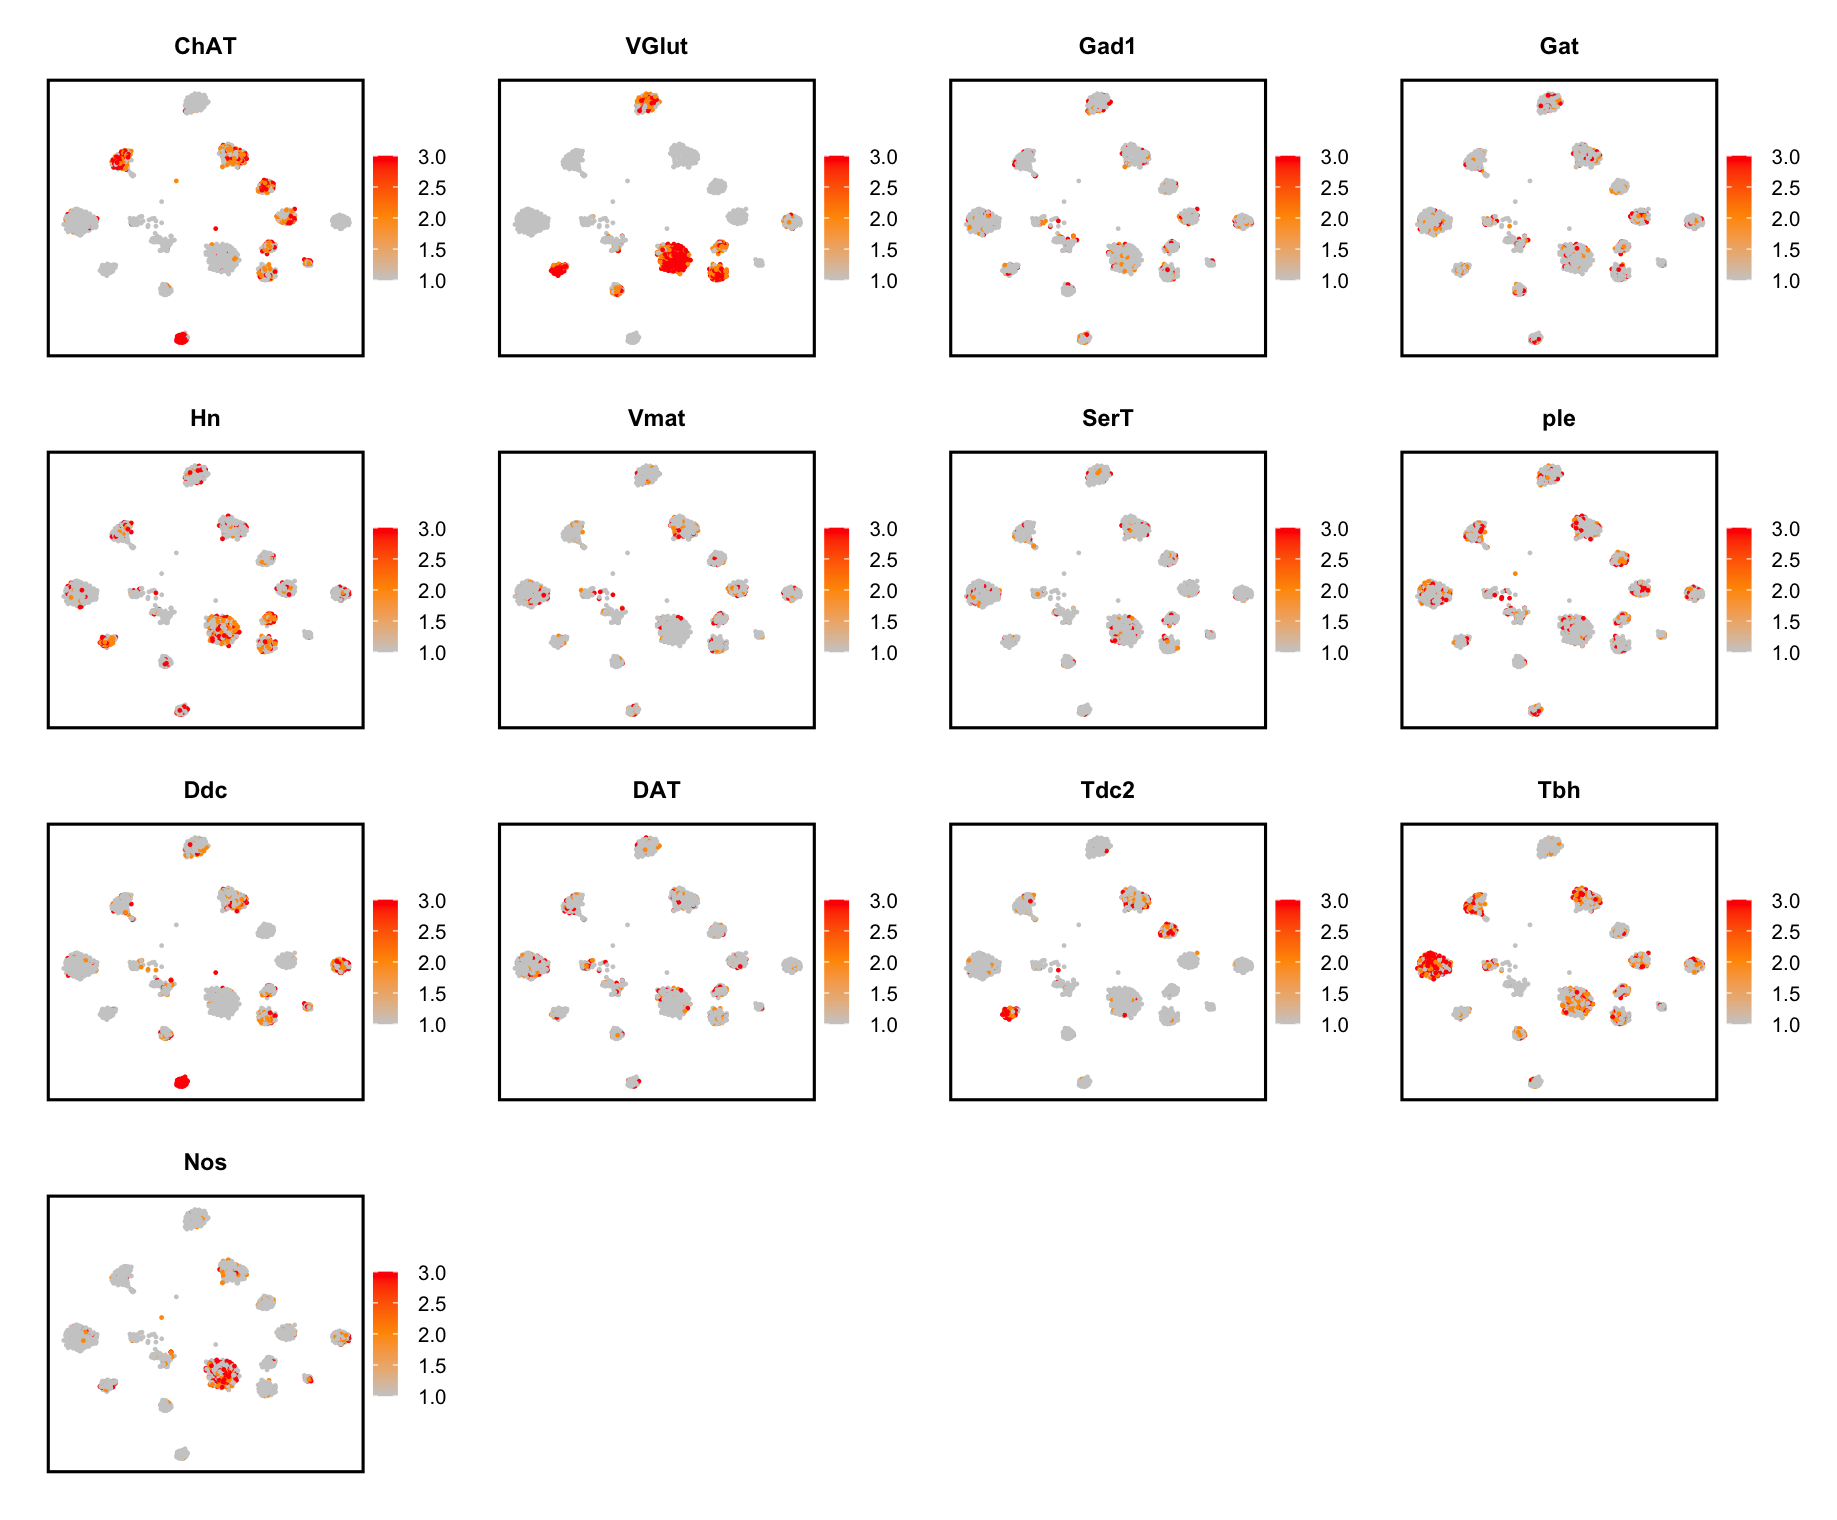 ChAT VGlut Gad1 Gat
3.0 3.0 3.0 3.0
2.5 2.5 2.5 2.5
2.0 2.0 2.0 2.0
1.5 1.5 1.5 1.5
1.0 1.0 1.0 1.0
Hn Vmat SerT ple
3.0 3.0 3.0 3.0
2.5 2.5 2.5 2.5
2.0 2.0 2.0 2.0
1.5 1.5 1.5 1.5
1.0 1.0 1.0 1.0
Ddc DAT Tdc2 Tbh
3.0 3.0 3.0 3.0
2.5 2.5 2.5 2.5
2.0 2.0 2.0 2.0
1.5 1.5 1.5 1.5
1.0 1.0 1.0 1.0
Nos
3.0
2.5
2.0
1.5
1.0